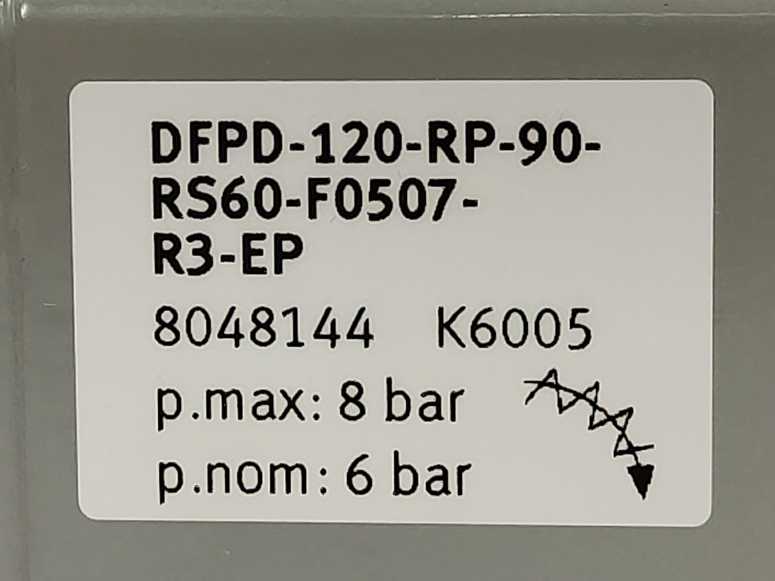 DFPD-120-RP-90-
RS60-F0507-
R3-EP
8048144 K6005
p.max: 8 bar
p.nom: 6 bar